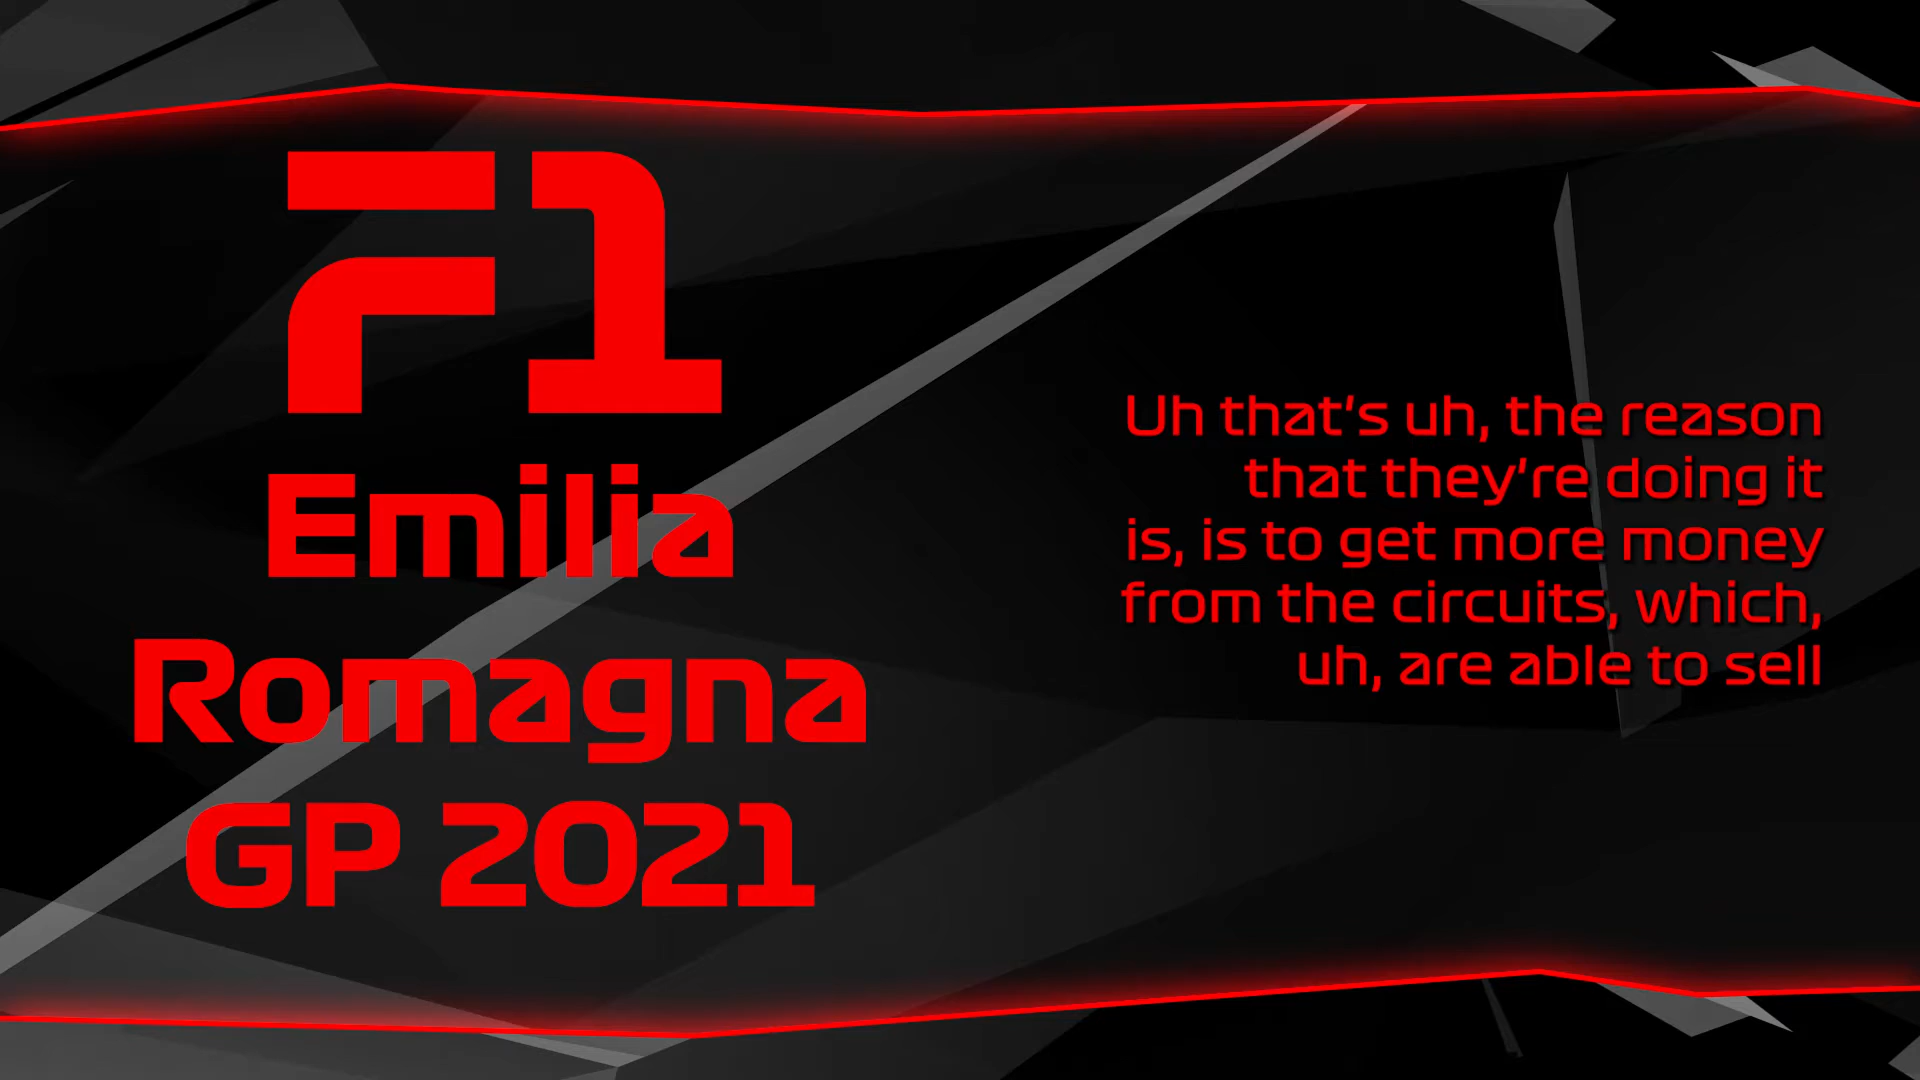 F1
Emilia
Romagna
GP 2021
Uh that's uh, the reason
that they're doing it
is, is to get more money
from the circuits, which,
uh, are able to sell